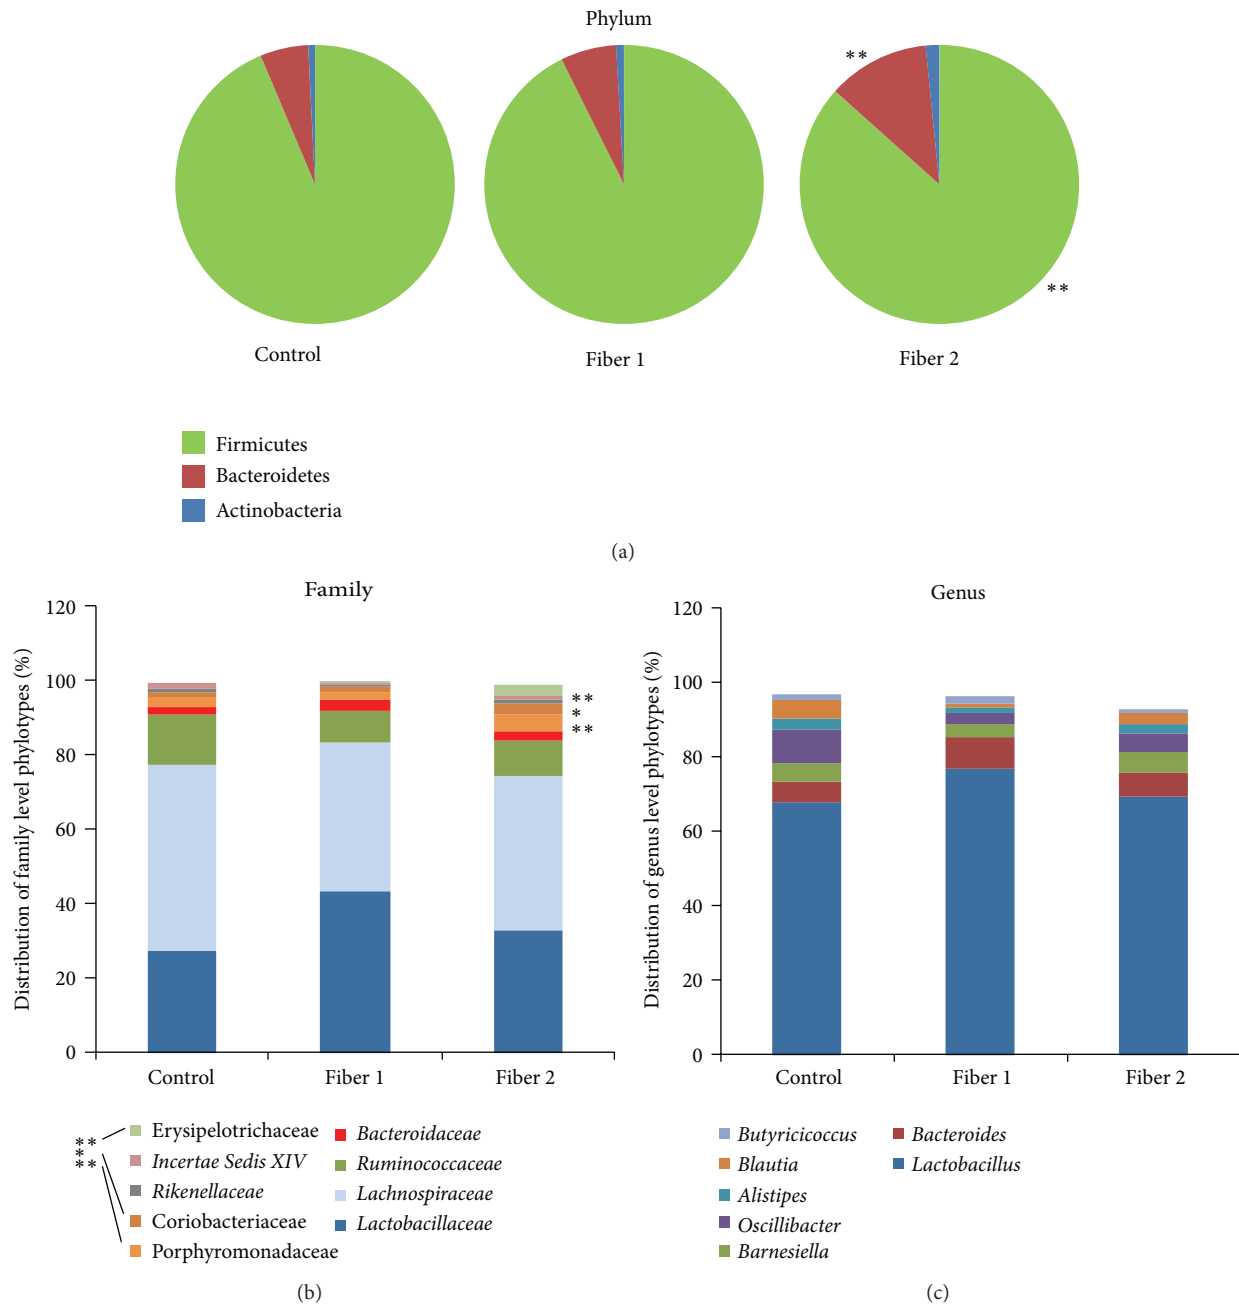 Phylum
**
**
Control
Fiber 1
Fiber 2
Firmicutes
Bacteroidetes
Actinobacteria
(a)
Family
Distribution of family level phylotypes (%)
120
100
80
60
40
20
0
**
*
**
Control
Fiber 1
Fiber 2
**
*
**
Erysipelotrichaceae
Incertae Sedis XIV
Rikenellaceae
Coriobacteriaceae
Porphyromonadaceae
Bacteroidaceae
Ruminococcaceae
Lachnospiraceae
Lactobacillaceae
(b)
Genus
Distribution of genus level phylotypes (%)
120
100
80
60
40
20
0
Control
Fiber 1
Fiber 2
Butyricicoccus
Blautia
Alistipes
Oscillibacter
Barnesiella
Bacteroides
Lactobacillus
(c)